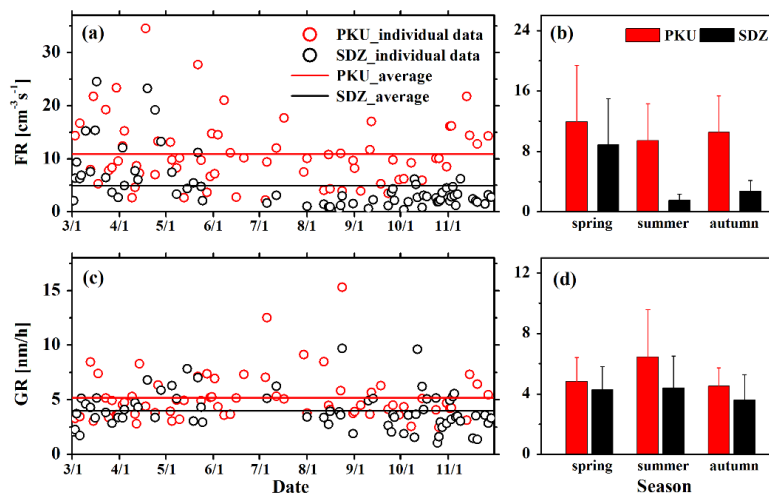 (a)
PKU_individual data
SDZ_individual data
PKU_average
SDZ_average
FR [cm⁻³ s⁻¹]
30
20
10
0
3/1 4/1 5/1 6/1 7/1 8/1 9/1 10/1 11/1
(b)
PKU SDZ
24
16
8
0
spring summer autumn
(c)
GR [nm/h]
15
10
5
0
3/1 4/1 5/1 6/1 7/1 8/1 9/1 10/1 11/1
Date
(d)
12
8
4
0
spring summer autumn
Season